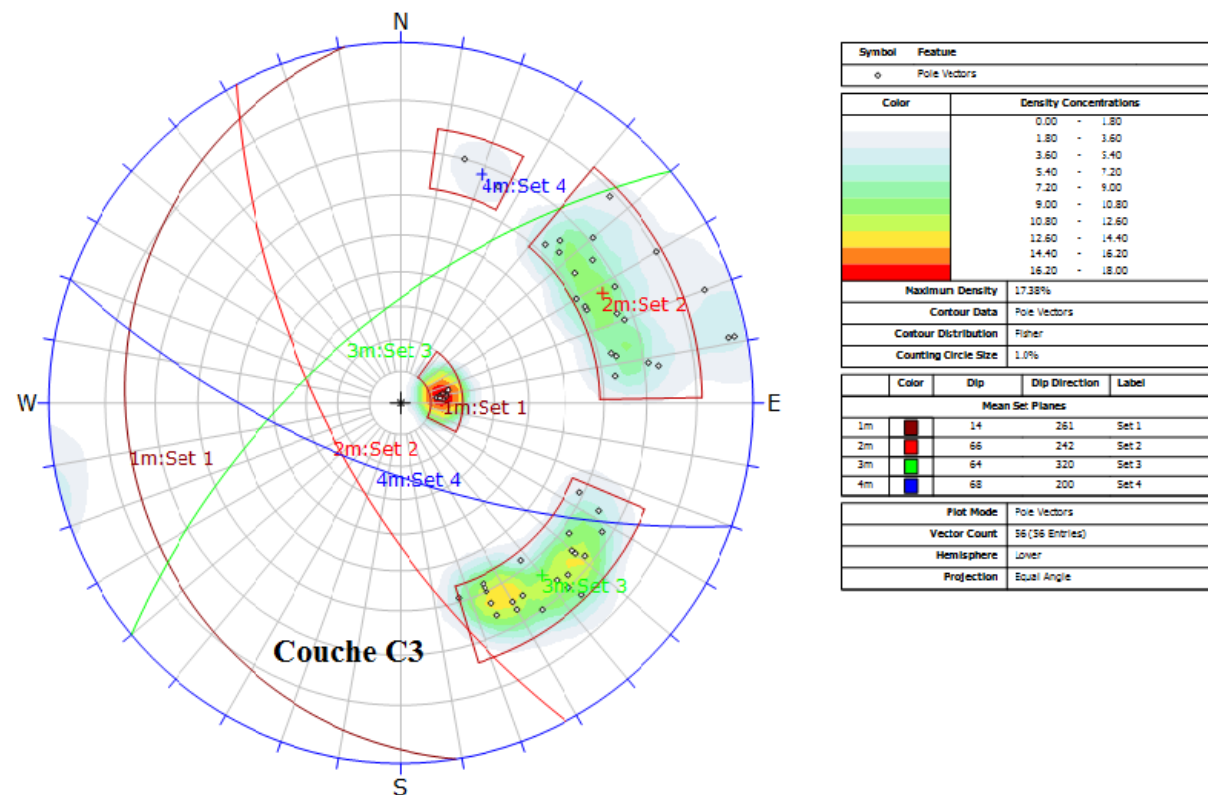 N
4m:Set 4
2m:Set 2
3m:Set 3
W
E
1m:Set 1
2m:Set 2
1m:Set 1
4m:Set 4
3m:Set 3
Couche C3
S
Symbol Feature
Pole Vectors
Color Density Concentrations
0.00 - 1.80
1.80 - 3.60
3.60 - 5.40
5.40 - 7.20
7.20 - 9.00
9.00 - 10.80
10.80 - 12.60
12.60 - 14.40
14.40 - 16.20
16.20 - 18.00
Maximum Density 17.38%
Contour Data Pole Vectors
Contour Distribution Fisher
Counting Circle Size 1.0%
Color Dip Dip Direction Label
Mean Set Planes
1m 14 261 Set 1
2m 66 242 Set 2
3m 64 320 Set 3
4m 68 200 Set 4
Plot Mode Pole Vectors
Vector Count 56 (56 Entries)
Hemisphere Lower
Projection Equal Angle